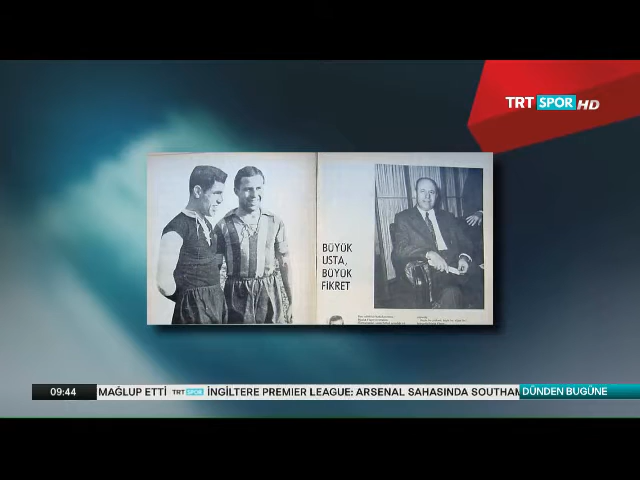 TRT SPOR HD
BÜYÜK
USTA,
BÜYÜK
FİKRET
09:44 MAĞLUP ETTİ TRT SPOR İNGİLTERE PREMIER LEAGUE: ARSENAL SAHASINDA SOUTHAM DÜNDEN BUGÜNE